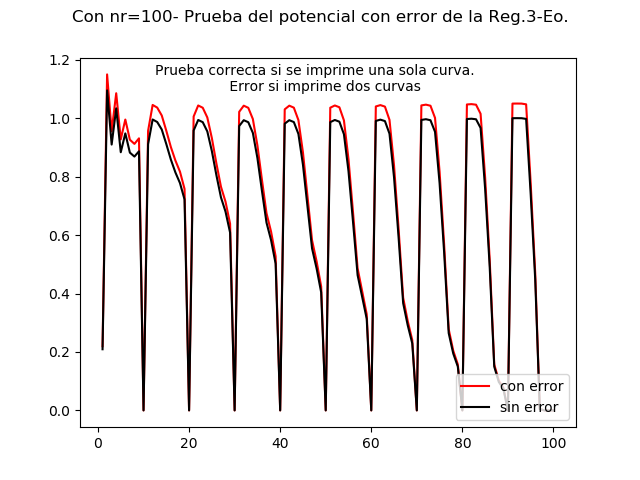 Con nr=100- Prueba del potencial con error de la Reg.3-Eo.
Prueba correcta si se imprime una sola curva.
Error si imprime dos curvas
1.2
1.0
0.8
0.6
0.4
0.2
0.0
con error
sin error
0 20 40 60 80 100